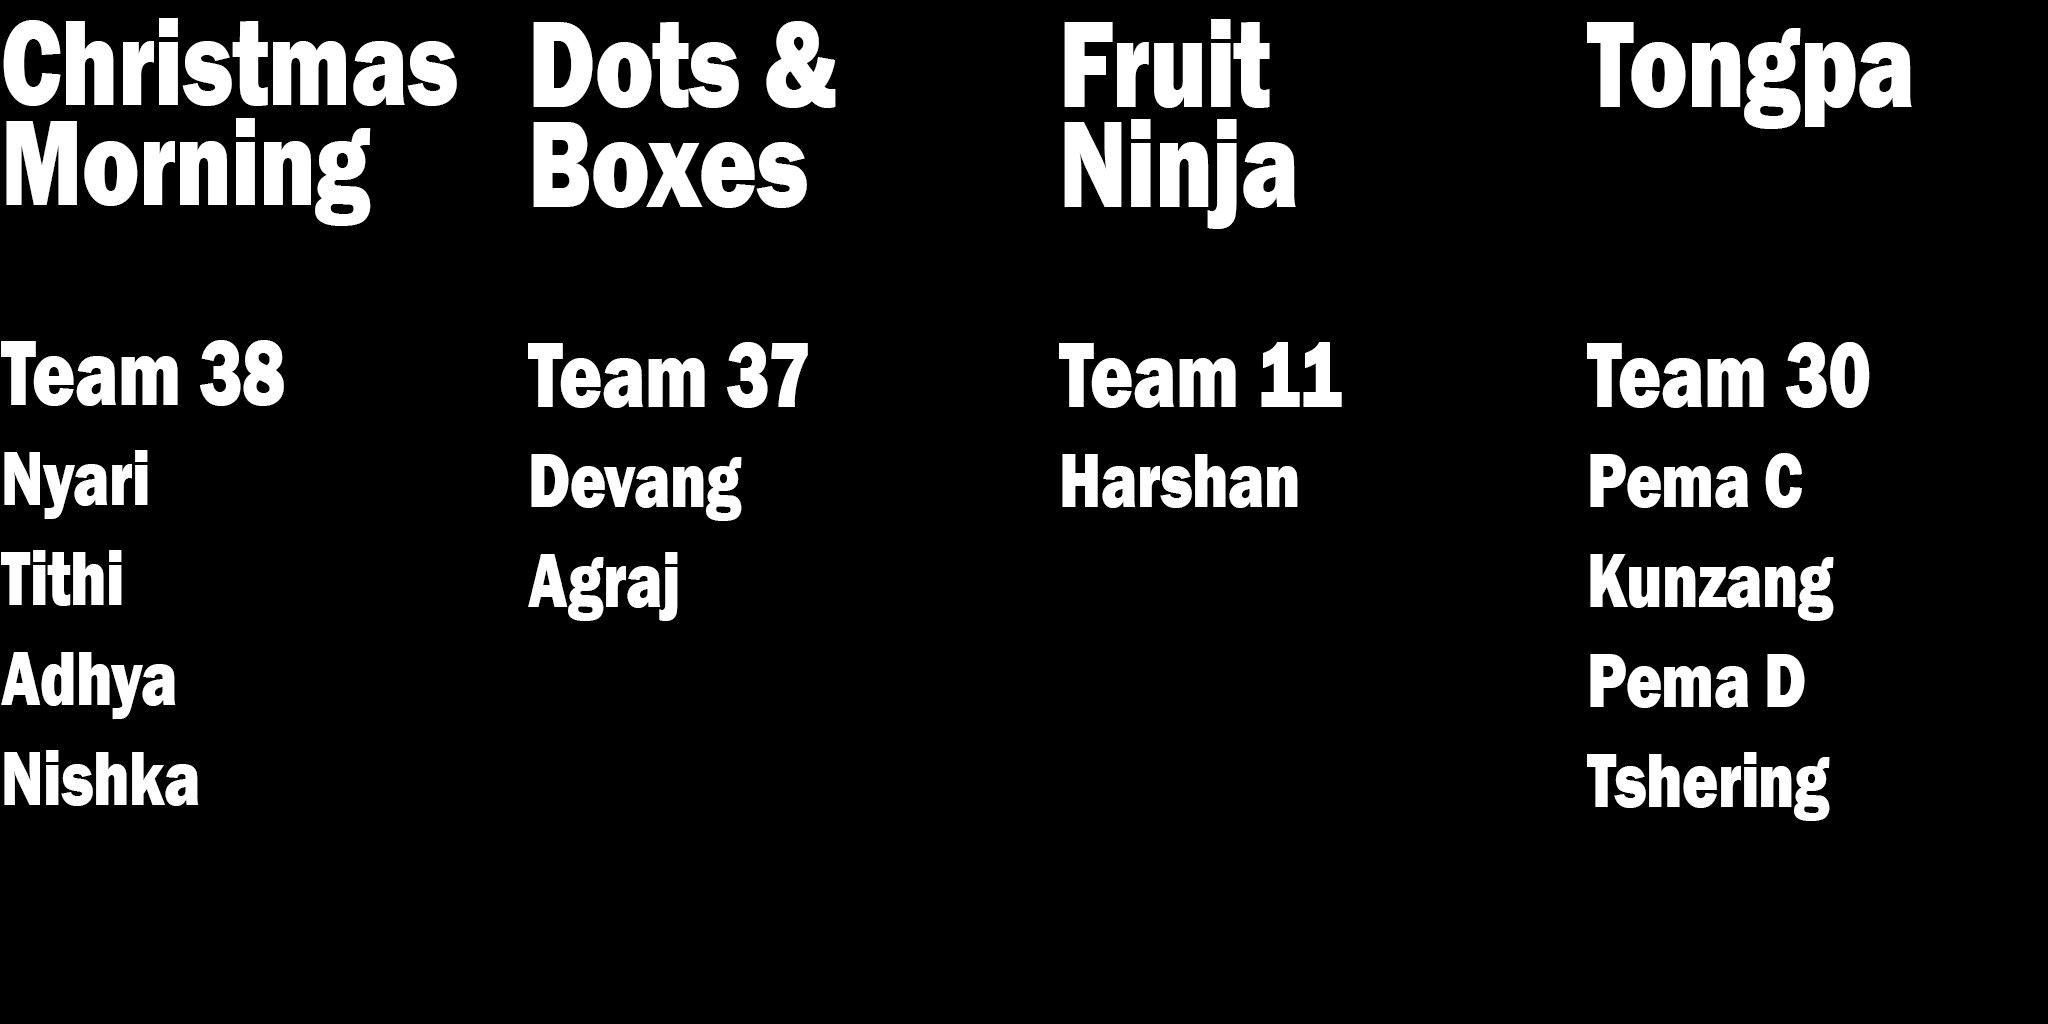 Christmas
Morning
Team 38
Nyari
Tithi
Adhya
Nishka
Dots &
Boxes
Team 37
Devang
Agraj
Fruit
Ninja
Team 11
Harshan
Tongpa
Team 30
Pema C
Kunzang
Pema D
Tshering